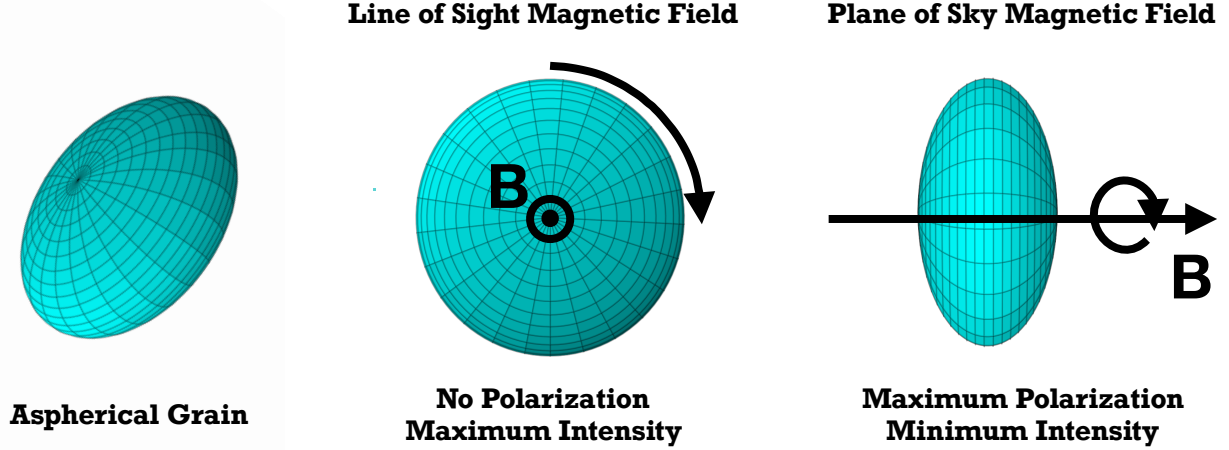 Line of Sight Magnetic Field
Plane of Sky Magnetic Field
B
B
Aspherical Grain
No Polarization
Maximum Intensity
Maximum Polarization
Minimum Intensity